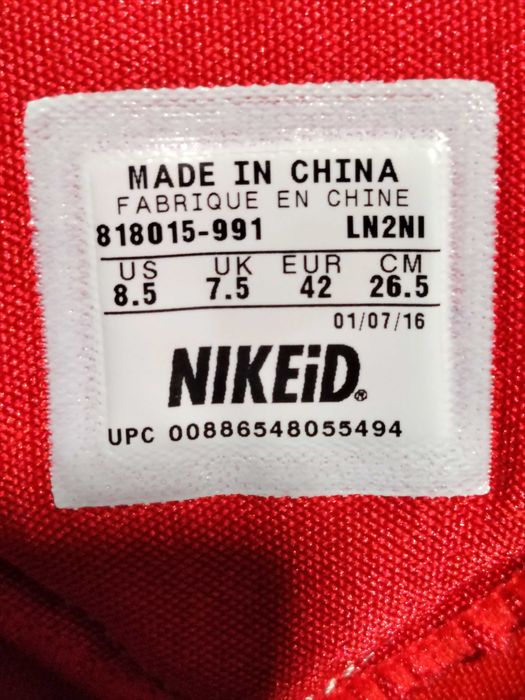 MADE IN CHINA
FABRIQUE EN CHINE
818015-991 LN2NI
US UK EUR CM
8.5 7.5 42 26.5
01/07/16
NIKEiD®
UPC 00886548055494